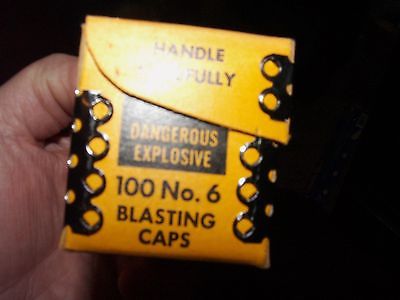 HANDLE
DANGEROUS
EXPLOSIVE
100 No. 6
BLASTING
CAPS